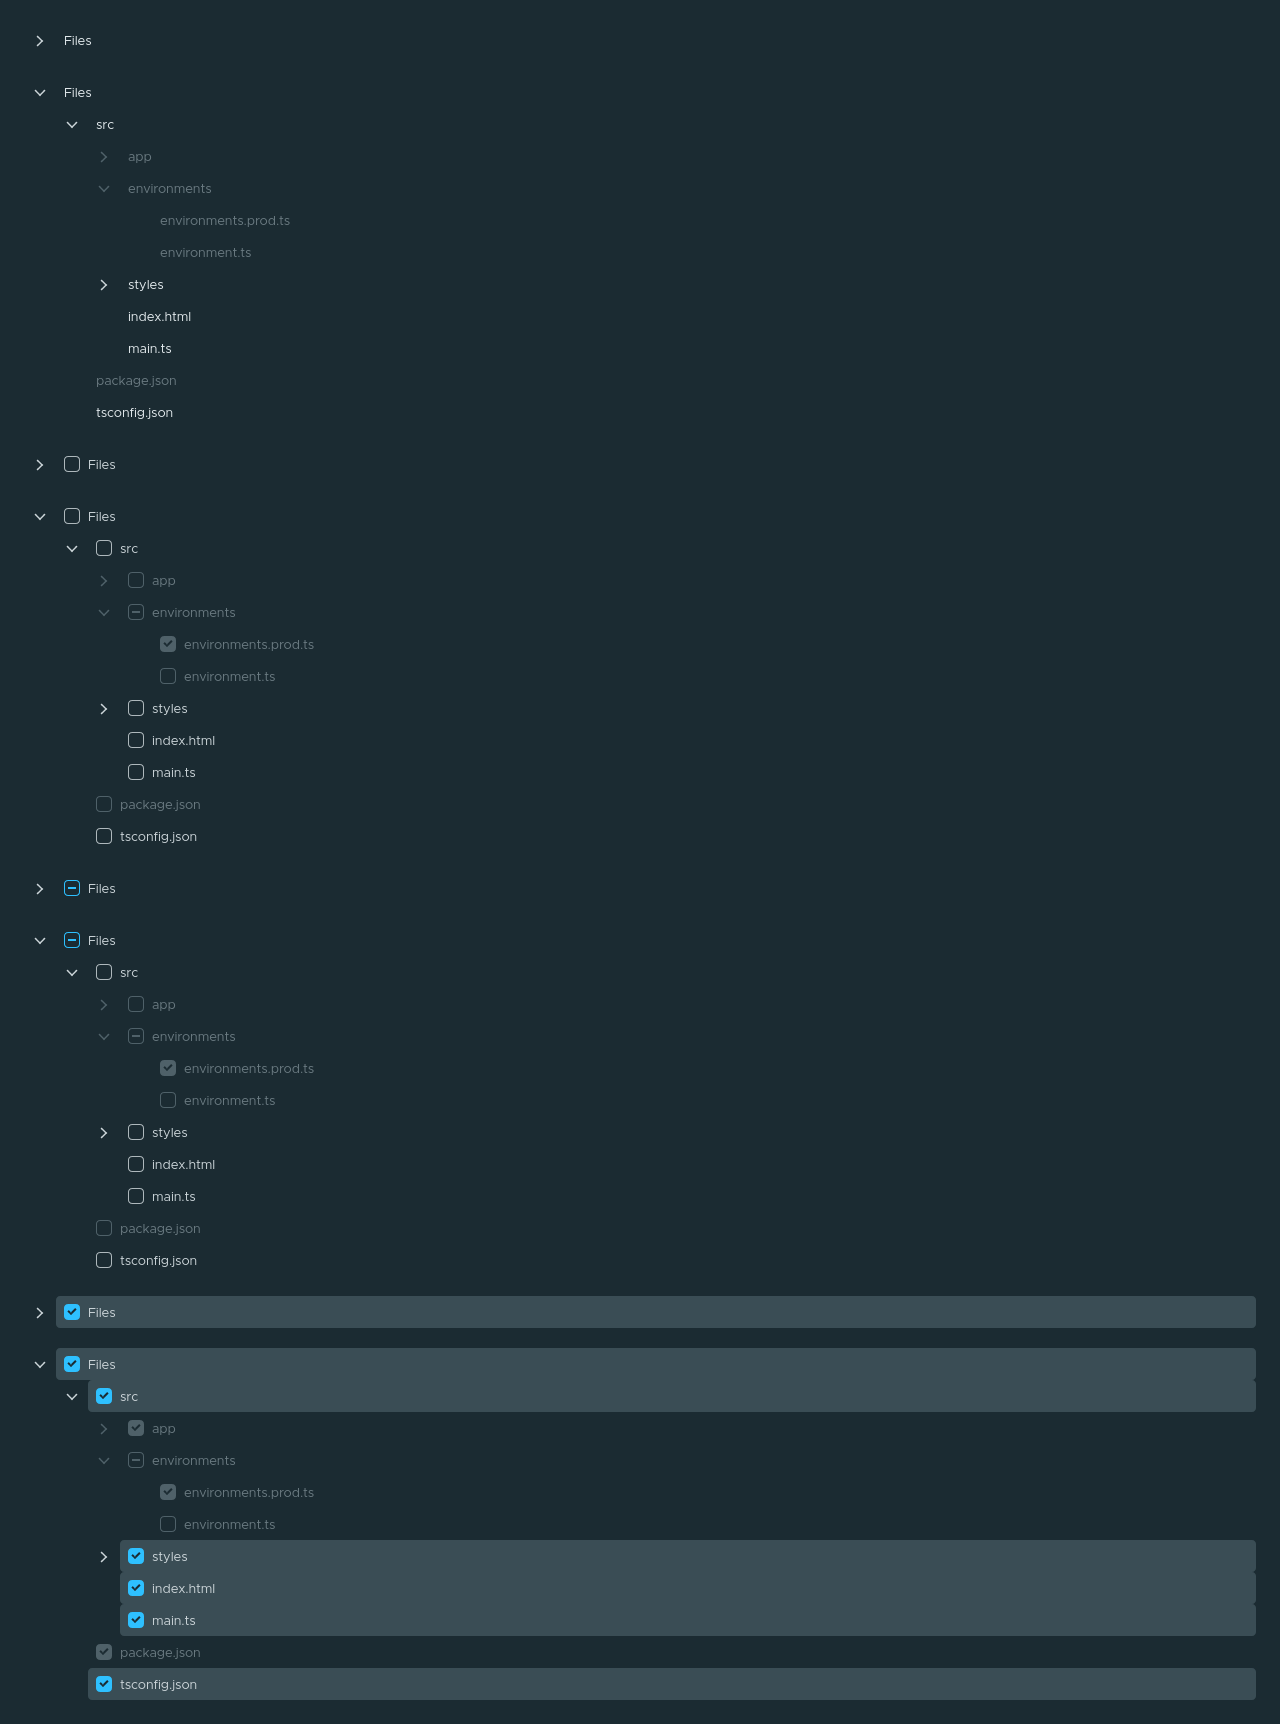 Files
Files
src
app
environments
environments.prod.ts
environment.ts
styles
index.html
main.ts
package.json
tsconfig.json
Files
Files
src
app
environments
environments.prod.ts
environment.ts
styles
index.html
main.ts
package.json
tsconfig.json
Files
Files
src
app
environments
environments.prod.ts
environment.ts
styles
index.html
main.ts
package.json
tsconfig.json
Files
Files
src
app
environments
environments.prod.ts
environment.ts
styles
index.html
main.ts
package.json
tsconfig.json